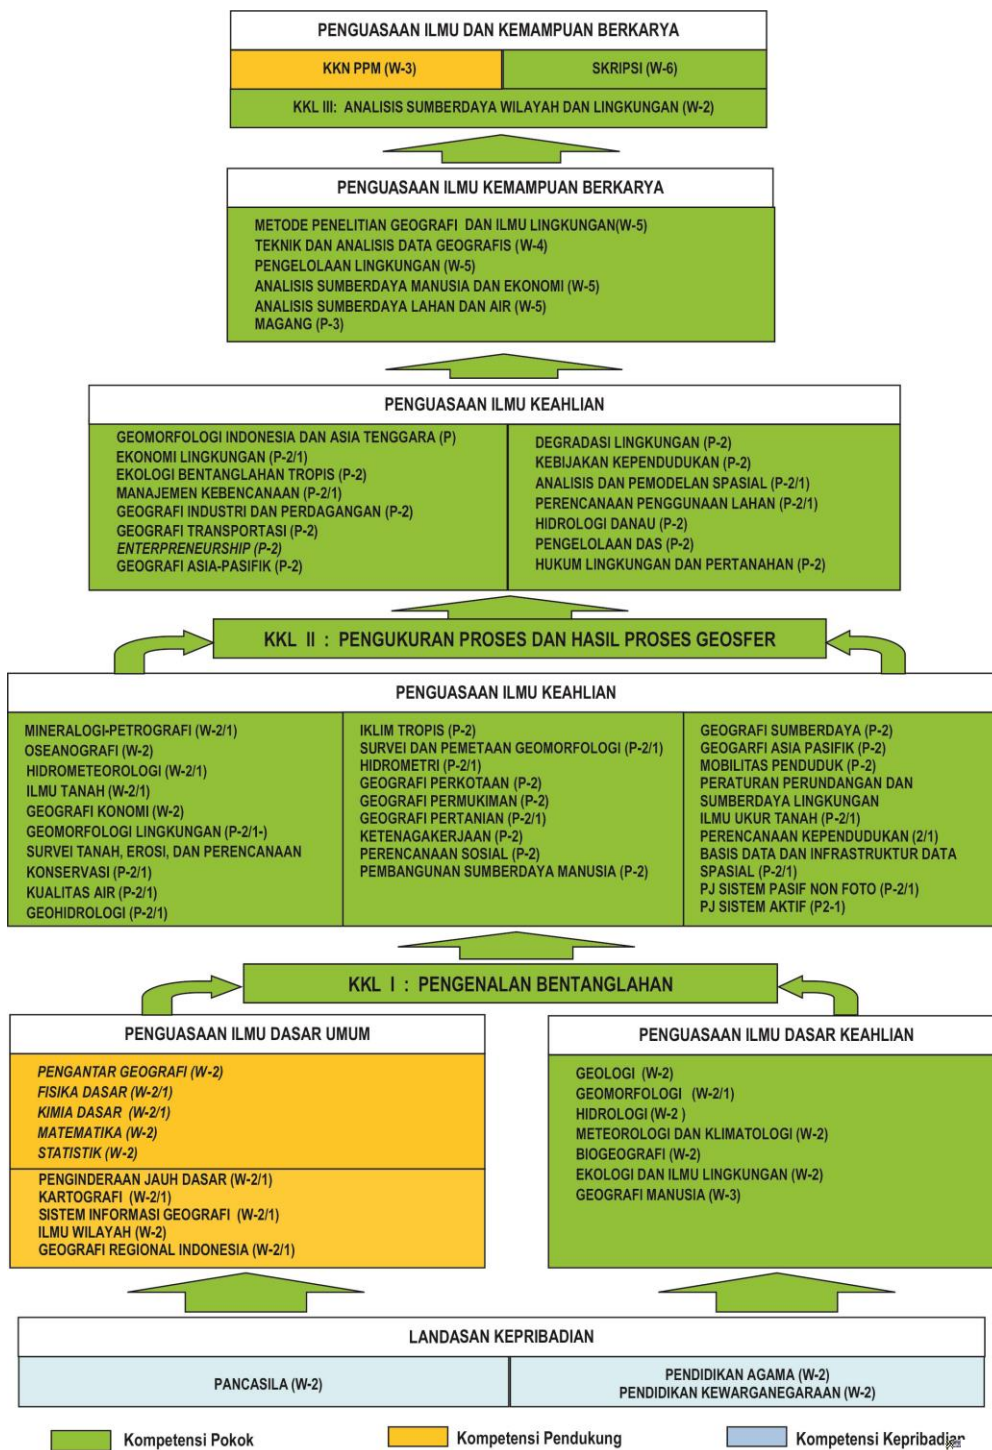 PENGUASAAN ILMU DAN KEMAMPUAN BERKARYA
KKN PPM (W-3)
SKRIPSI (W-6)
KKL III: ANALISIS SUMBERDAYA WILAYAH DAN LINGKUNGAN (W-2)
PENGUASAAN ILMU KEMAMPUAN BERKARYA
METODE PENELITIAN GEOGRAFI DAN ILMU LINGKUNGAN(W-5)
TEKNIK DAN ANALISIS DATA GEOGRAFIS (W-4)
PENGELOLAAN LINGKUNGAN (W-5)
ANALISIS SUMBERDAYA MANUSIA DAN EKONOMI (W-5)
ANALISIS SUMBERDAYA LAHAN DAN AIR (W-5)
MAGANG (P-3)
PENGUASAAN ILMU KEAHLIAN
GEOMORFOLOGI INDONESIA DAN ASIA TENGGARA (P)
EKONOMI LINGKUNGAN (P-2/1)
EKOLOGI BENTANGLAHAN TROPIS (P-2)
MANAJEMEN KEBENCANAAN (P-2/1)
GEOGRAFI INDUSTRI DAN PERDAGANGAN (P-2)
GEOGRAFI TRANSPORTASI (P-2)
ENTERPRENEURSHIP (P-2)
GEOGRAFI ASIA-PASIFIK (P-2)
DEGRADASI LINGKUNGAN (P-2)
KEBIJAKAN KEPENDUDUKAN (P-2)
ANALISIS DAN PEMODELAN SPASIAL (P-2/1)
PERENCANAAN PENGGUNAAN LAHAN (P-2/1)
HIDROLOGI DANAU (P-2)
PENGELOLAAN DAS (P-2)
HUKUM LINGKUNGAN DAN PERTANAHAN (P-2)
KKL II : PENGUKURAN PROSES DAN HASIL PROSES GEOSFER
PENGUASAAN ILMU KEAHLIAN
MINERALOGI-PETROGRAFI (W-2/1)
OSEANOGRAFI (W-2)
HIDROMETEOROLOGI (W-2/1)
ILMU TANAH (W-2/1)
GEOGRAFI KONOMI (W-2)
GEOMORFOLOGI LINGKUNGAN (P-2/1-)
SURVEI TANAH, EROSI, DAN PERENCANAAN
KONSERVASI (P-2/1)
KUALITAS AIR (P-2/1)
GEOHIDROLOGI (P-2/1)
IKLIM TROPIS (P-2)
SURVEI DAN PEMETAAN GEOMORFOLOGI (P-2/1)
HIDROMETRI (P-2/1)
GEOGRAFI PERKOTAAN (P-2)
GEOGRAFI PERMUKIMAN (P-2)
GEOGRAFI PERTANIAN (P-2/1)
KETENAGAKERJAAN (P-2)
PERENCANAAN SOSIAL (P-2)
PEMBANGUNAN SUMBERDAYA MANUSIA (P-2)
GEOGRAFI SUMBERDAYA (P-2)
GEOGARFI ASIA PASIFIK (P-2)
MOBILITAS PENDUDUK (P-2)
PERATURAN PERUNDANGAN DAN
SUMBERDAYA LINGKUNGAN
ILMU UKUR TANAH (P-2/1)
PERENCANAAN KEPENDUDUKAN (2/1)
BASIS DATA DAN INFRASTRUKTUR DATA
SPASIAL (P-2/1)
PJ SISTEM PASIF NON FOTO (P-2/1)
PJ SISTEM AKTIF (P2-1)
KKL I : PENGENALAN BENTANGLAHAN
PENGUASAAN ILMU DASAR UMUM
PENGANTAR GEOGRAFI (W-2)
FISIKA DASAR (W-2/1)
KIMIA DASAR (W-2/1)
MATEMATIKA (W-2)
STATISTIK (W-2)
PENGINDERAAN JAUH DASAR (W-2/1)
KARTOGRAFI (W-2/1)
SISTEM INFORMASI GEOGRAFI (W-2/1)
ILMU WILAYAH (W-2)
GEOGRAFI REGIONAL INDONESIA (W-2/1)
PENGUASAAN ILMU DASAR KEAHLIAN
GEOLOGI (W-2)
GEOMORFOLOGI (W-2/1)
HIDROLOGI (W-2 )
METEOROLOGI DAN KLIMATOLOGI (W-2)
BIOGEOGRAFI (W-2)
EKOLOGI DAN ILMU LINGKUNGAN (W-2)
GEOGRAFI MANUSIA (W-3)
LANDASAN KEPRIBADIAN
PANCASILA (W-2)
PENDIDIKAN AGAMA (W-2)
PENDIDIKAN KEWARGANEGARAAN (W-2)
Kompetensi Pokok
Kompetensi Pendukung
Kompetensi Kepribadian